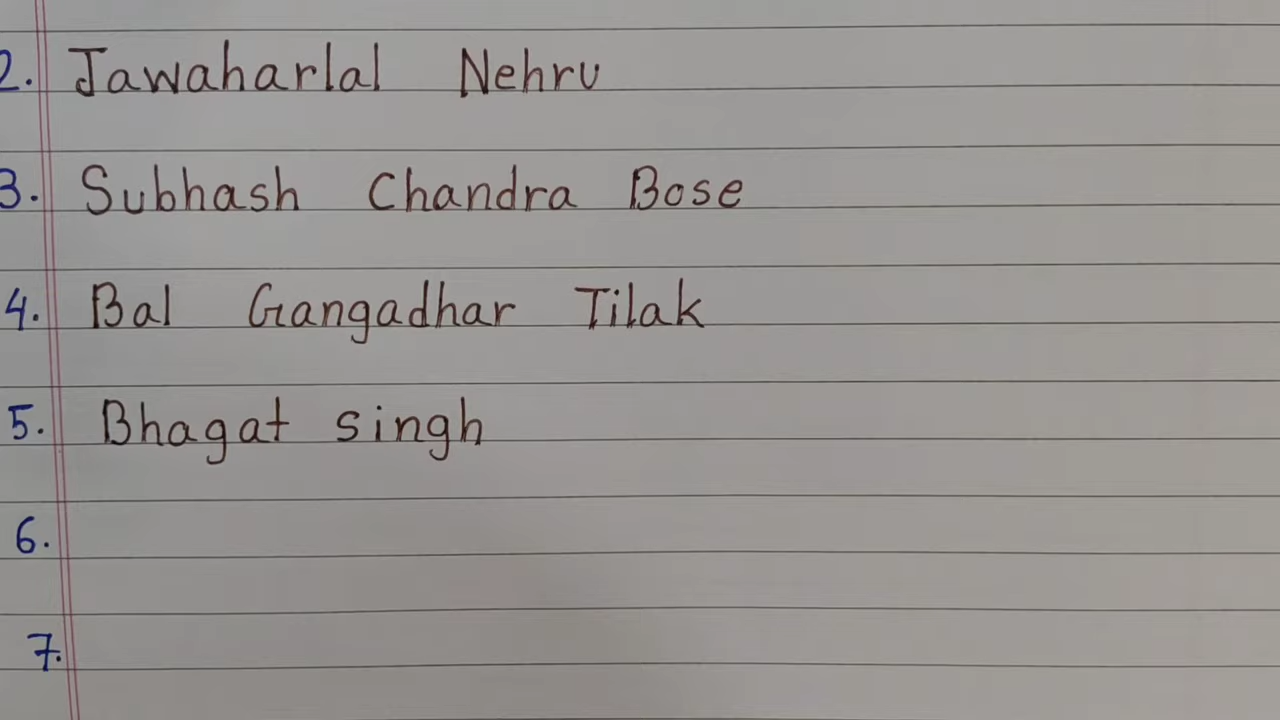 2. Jawaharlal Nehru
3. Subhash Chandra Bose
4. Bal Gangadhar Tilak
5. Bhagat singh
6.
7.